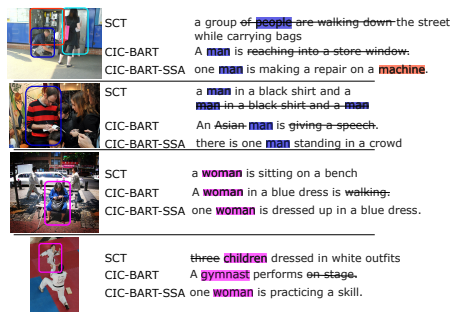 SCT a group of people are walking down the street
while carrying bags
CIC-BART A man is reaching into a store window.
CIC-BART-SSA one man is making a repair on a machine.
SCT a man in a black shirt and a
man in a black shirt and a man
CIC-BART An Asian man is giving a speech.
CIC-BART-SSA there is one man standing in a crowd
SCT a woman is sitting on a bench
CIC-BART A woman in a blue dress is walking.
CIC-BART-SSA one woman is dressed up in a blue dress.
SCT three children dressed in white outfits
CIC-BART A gymnast performs on stage.
CIC-BART-SSA one woman is practicing a skill.